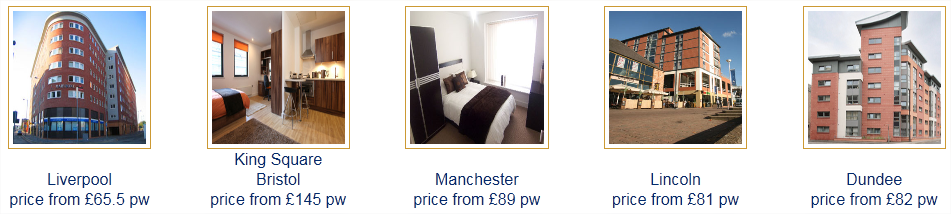 Liverpool
price from £65.5 pw
King Square
Bristol
price from £145 pw
Manchester
price from £89 pw
Lincoln
price from £81 pw
Dundee
price from £82 pw